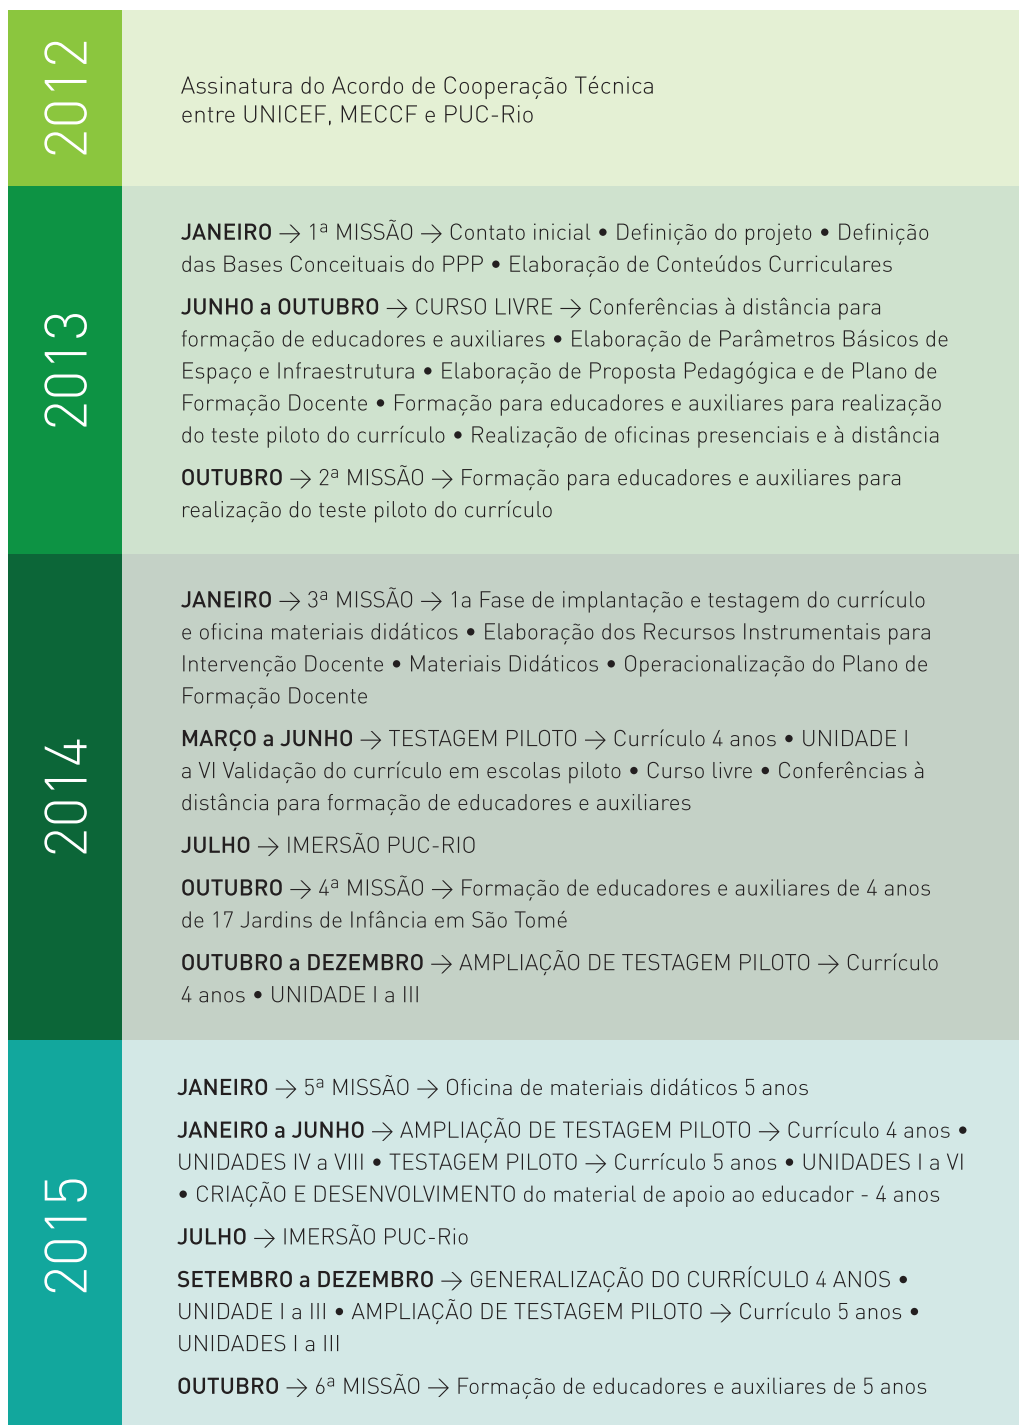 2012
Assinatura do Acordo de Cooperação Técnica
entre UNICEF, MECCF e PUC-Rio
2013
JANEIRO → 1ª MISSÃO → Contato inicial • Definição do projeto • Definição
das Bases Conceituais do PPP • Elaboração de Conteúdos Curriculares
JUNHO a OUTUBRO → CURSO LIVRE → Conferências à distância para
formação de educadores e auxiliares • Elaboração de Parâmetros Básicos de
Espaço e Infraestrutura • Elaboração de Proposta Pedagógica e de Plano de
Formação Docente • Formação para educadores e auxiliares para realização
do teste piloto do currículo • Realização de oficinas presenciais e à distância
OUTUBRO → 2ª MISSÃO → Formação para educadores e auxiliares para
realização do teste piloto do currículo
2014
JANEIRO → 3ª MISSÃO → 1a Fase de implantação e testagem do currículo
e oficina materiais didáticos • Elaboração dos Recursos Instrumentais para
Intervenção Docente • Materiais Didáticos • Operacionalização do Plano de
Formação Docente
MARÇO a JUNHO → TESTAGEM PILOTO → Currículo 4 anos • UNIDADE I
a VI Validação do currículo em escolas piloto • Curso livre • Conferências à
distância para formação de educadores e auxiliares
JULHO → IMERSÃO PUC-RIO
OUTUBRO → 4ª MISSÃO → Formação de educadores e auxiliares de 4 anos
de 17 Jardins de Infância em São Tomé
OUTUBRO a DEZEMBRO → AMPLIAÇÃO DE TESTAGEM PILOTO → Currículo
4 anos • UNIDADE I a III
2015
JANEIRO → 5ª MISSÃO → Oficina de materiais didáticos 5 anos
JANEIRO a JUNHO → AMPLIAÇÃO DE TESTAGEM PILOTO → Currículo 4 anos •
UNIDADES IV a VIII • TESTAGEM PILOTO → Currículo 5 anos • UNIDADES I a VI
• CRIAÇÃO E DESENVOLVIMENTO do material de apoio ao educador - 4 anos
JULHO → IMERSÃO PUC-Rio
SETEMBRO a DEZEMBRO → GENERALIZAÇÃO DO CURRÍCULO 4 ANOS •
UNIDADE I a III • AMPLIAÇÃO DE TESTAGEM PILOTO → Currículo 5 anos •
UNIDADES I a III
OUTUBRO → 6ª MISSÃO → Formação de educadores e auxiliares de 5 anos